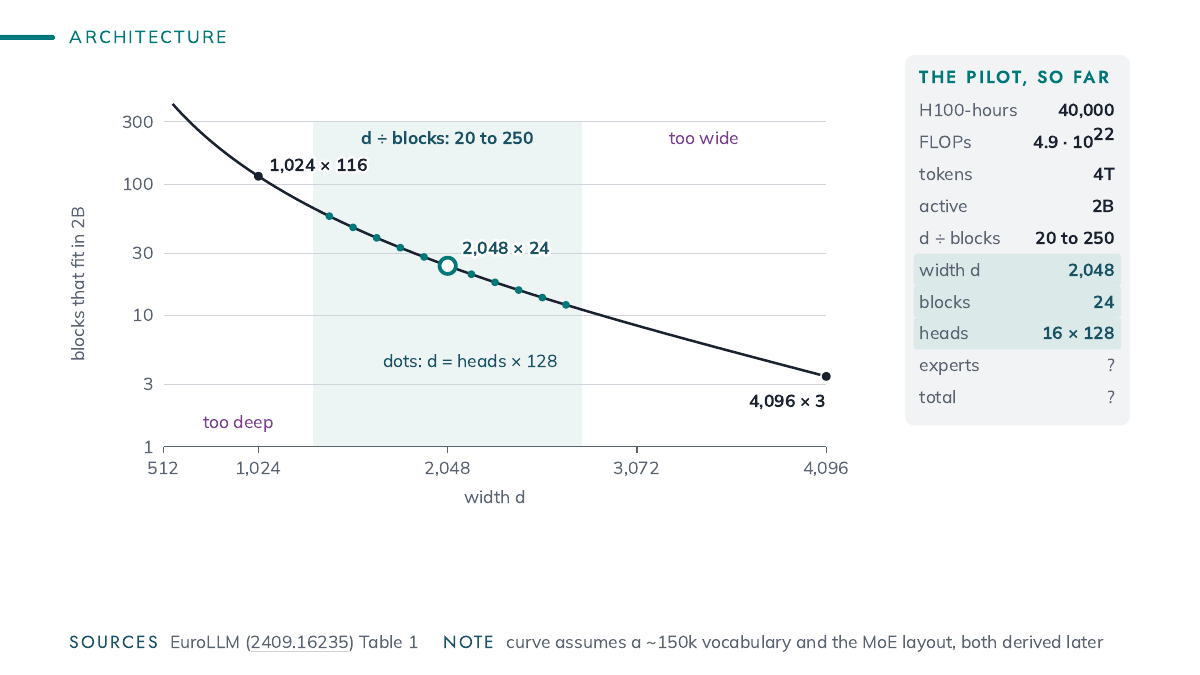 ARCHITECTURE
THE PILOT, SO FAR
H100-hours 40,000
FLOPs 4.9 · 10²²
tokens 4T
active 2B
d ÷ blocks 20 to 250
width d 2,048
blocks 24
heads 16 × 128
experts ?
total ?
blocks that fit in 2B
300
100
30
10
3
1
d ÷ blocks: 20 to 250
too wide
1,024 × 116
2,048 × 24
dots: d = heads × 128
4,096 × 3
too deep
512 1,024 2,048 3,072 4,096
width d
SOURCES EuroLLM (2409.16235) Table 1 NOTE curve assumes a ~150k vocabulary and the MoE layout, both derived later